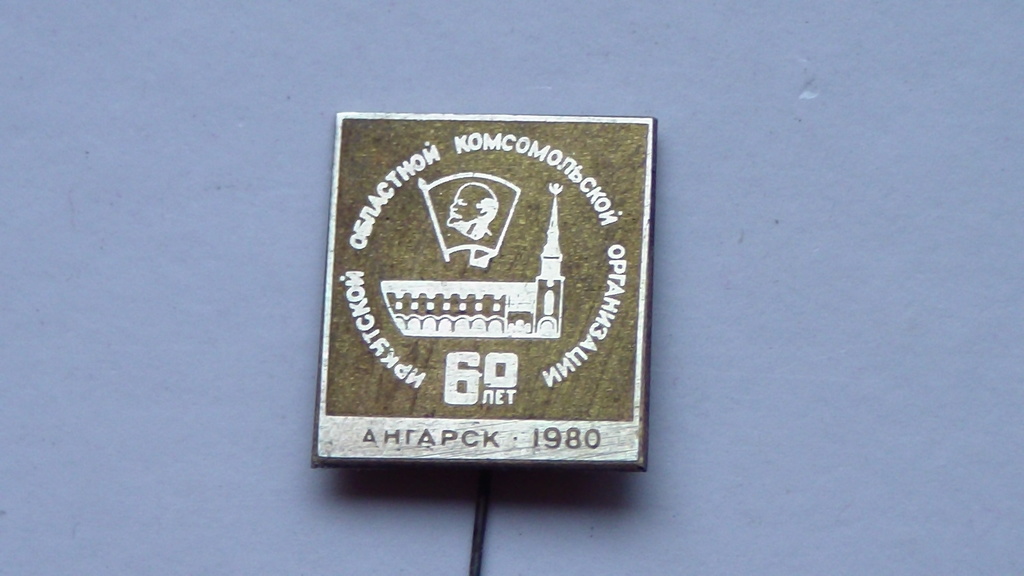 ИРКУТСКОЙ ОБЛАСТНОЙ КОМСОМОЛЬСКОЙ ОРГАНИЗАЦИИ
60
ЛЕТ
АНГАРСК · 1980